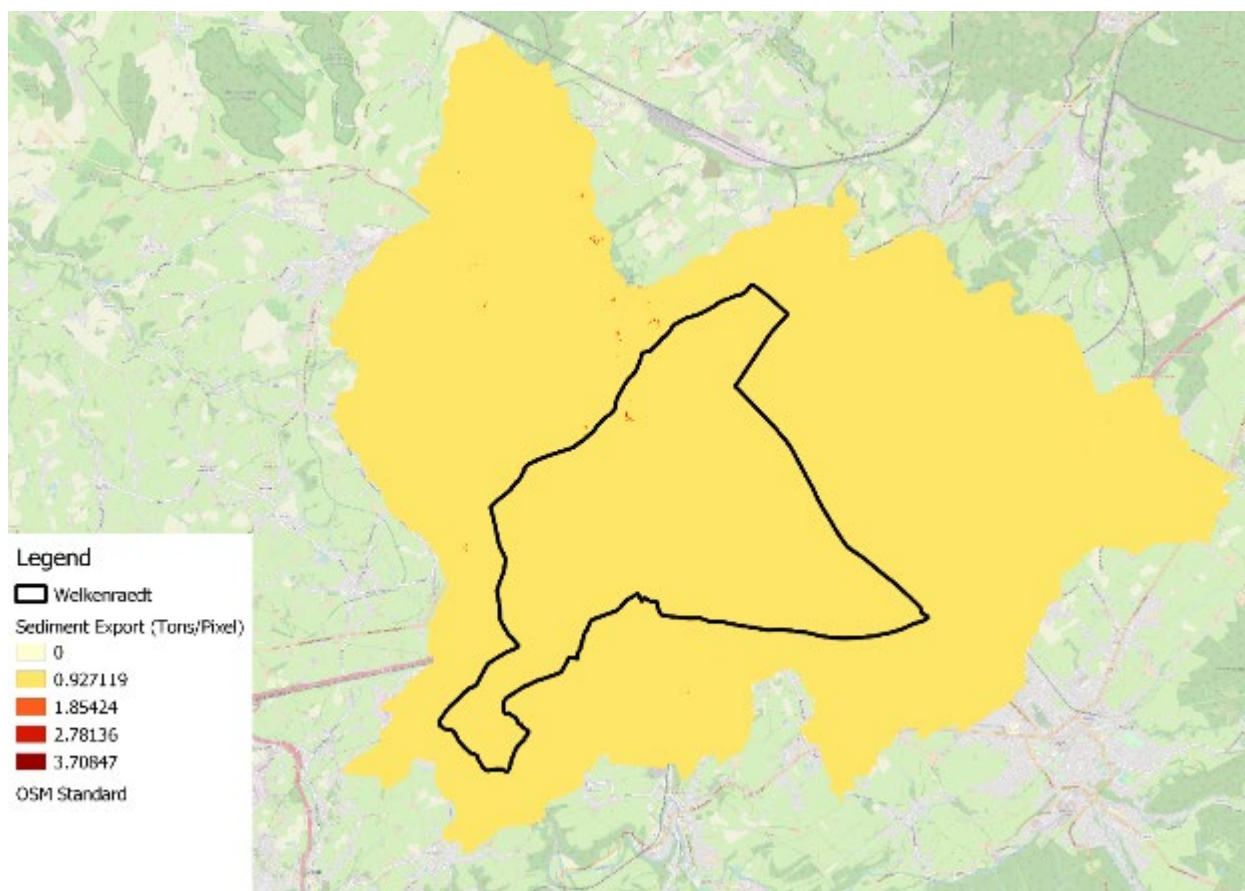 Legend
Welkenraedt
Sediment Export (Tons/Pixel)
0
0.927119
1.85424
2.78136
3.70847
OSM Standard